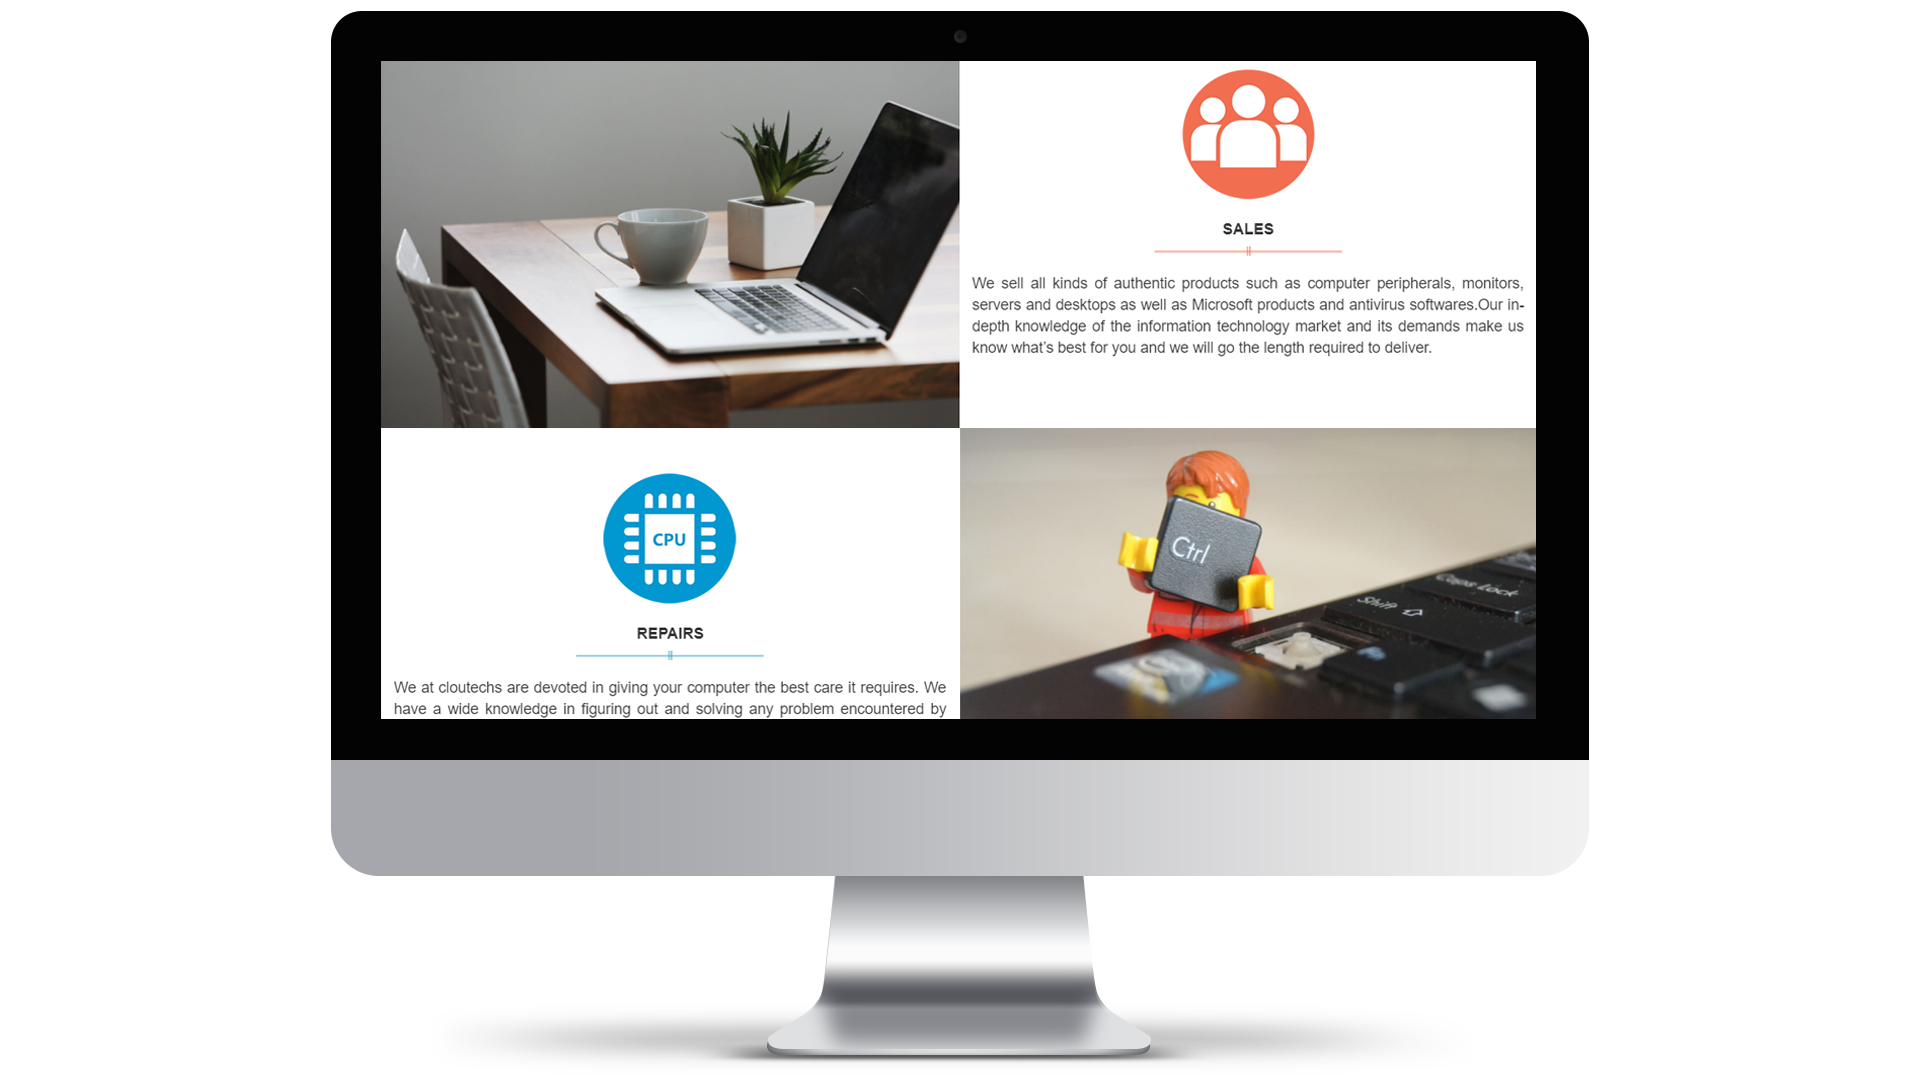 SALES
We sell all kinds of authentic products such as computer peripherals, monitors,
servers and desktops as well as Microsoft products and antivirus softwares.Our in-
depth knowledge of the information technology market and its demands make us
know what’s best for you and we will go the length required to deliver.
CPU
REPAIRS
We at cloutechs are devoted in giving your computer the best care it requires. We
have a wide knowledge in figuring out and solving any problem encountered by
Ctrl
Caps Lock
Shift